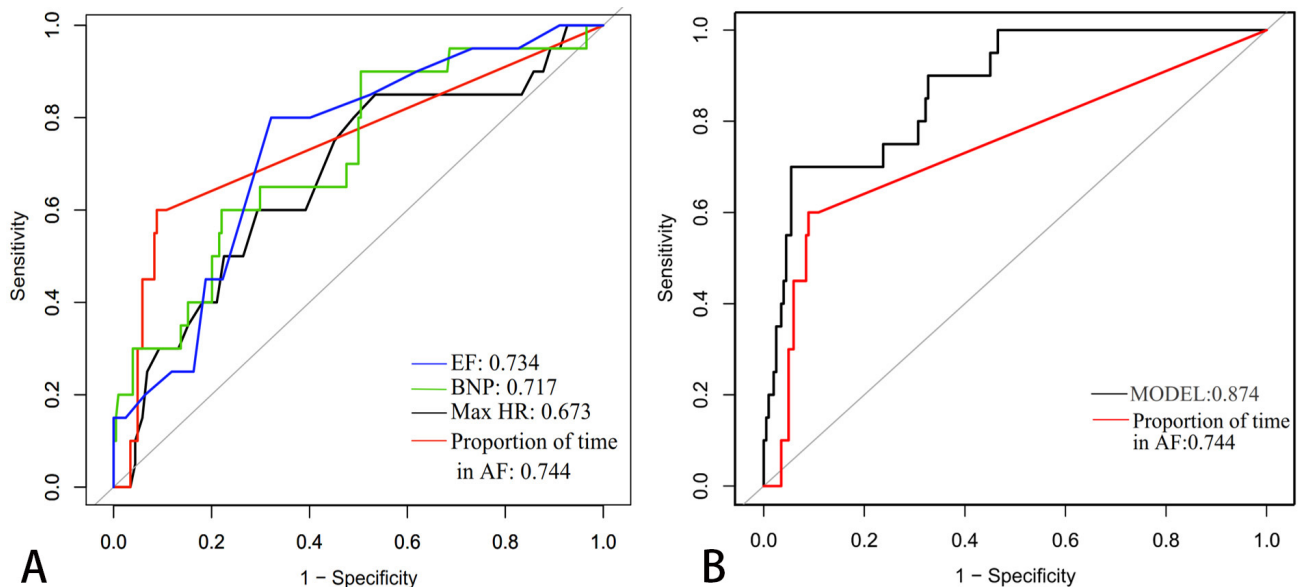 1.0
0.8
0.6
0.4
0.2
0.0
Sensitivity
EF: 0.734
BNP: 0.717
Max HR: 0.673
Proportion of time
in AF: 0.744
0.0 0.2 0.4 0.6 0.8 1.0
1 − Specificity
A
1.0
0.8
0.6
0.4
0.2
0.0
Sensitivity
MODEL:0.874
Proportion of time
in AF:0.744
0.0 0.2 0.4 0.6 0.8 1.0
1 − Specificity
B